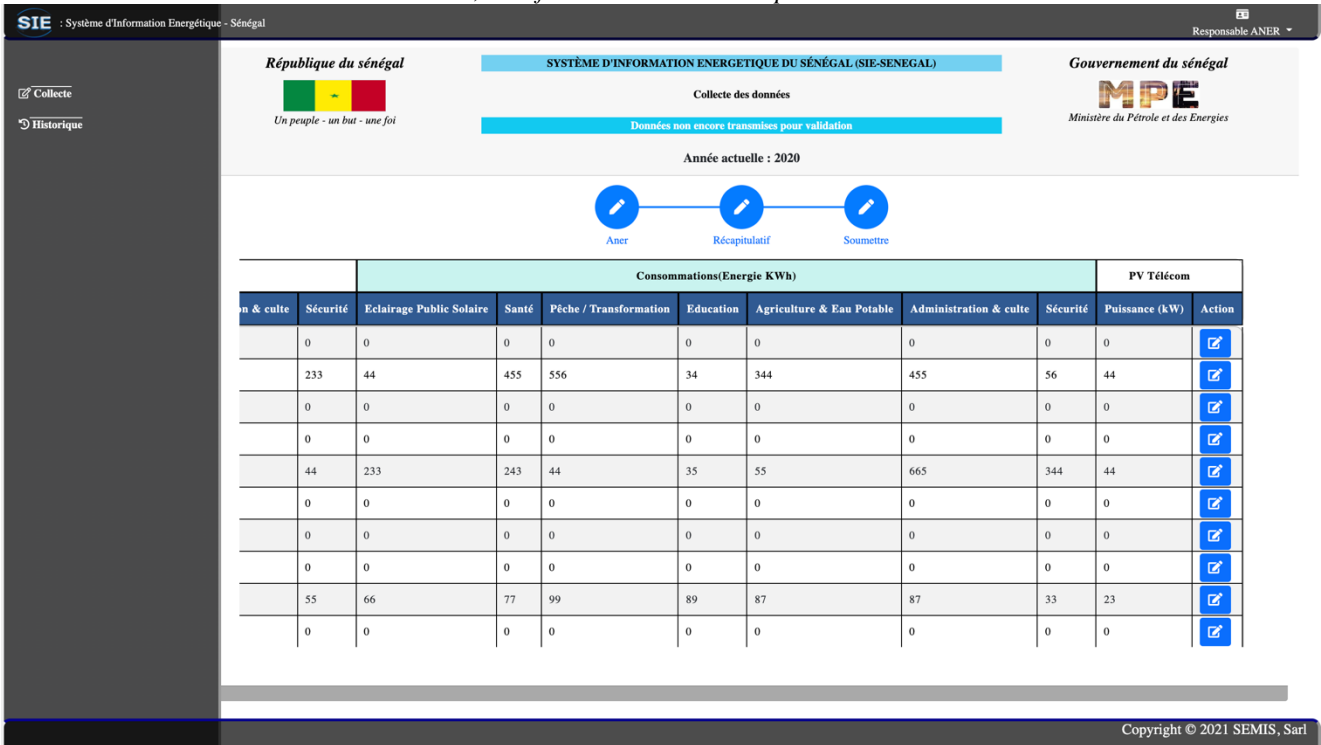 SIE : Système d'Information Energétique - Sénégal
Responsable ANER
Collecte
Historique
République du sénégal
Un peuple - un but - une foi
SYSTÈME D'INFORMATION ENERGETIQUE DU SÉNÉGAL (SIE-SENEGAL)
Collecte des données
Données non encore transmises pour validation
Année actuelle : 2020
Gouvernement du sénégal
MPE
Ministère du Pétrole et des Energies
Aner Récapitulatif Soumettre
Consommations(Energie KWh) PV Télécom
& culte Sécurité Eclairage Public Solaire Santé Pêche / Transformation Education Agriculture & Eau Potable Administration & culte Sécurité Puissance (kW) Action
0 0 0 0 0 0 0 0 0
233 44 455 556 34 344 455 56 44
0 0 0 0 0 0 0 0 0
0 0 0 0 0 0 0 0 0
44 233 243 44 35 55 665 344 44
0 0 0 0 0 0 0 0 0
0 0 0 0 0 0 0 0 0
0 0 0 0 0 0 0 0 0
55 66 77 99 89 87 87 33 23
0 0 0 0 0 0 0 0 0
Copyright © 2021 SEMIS, Sarl